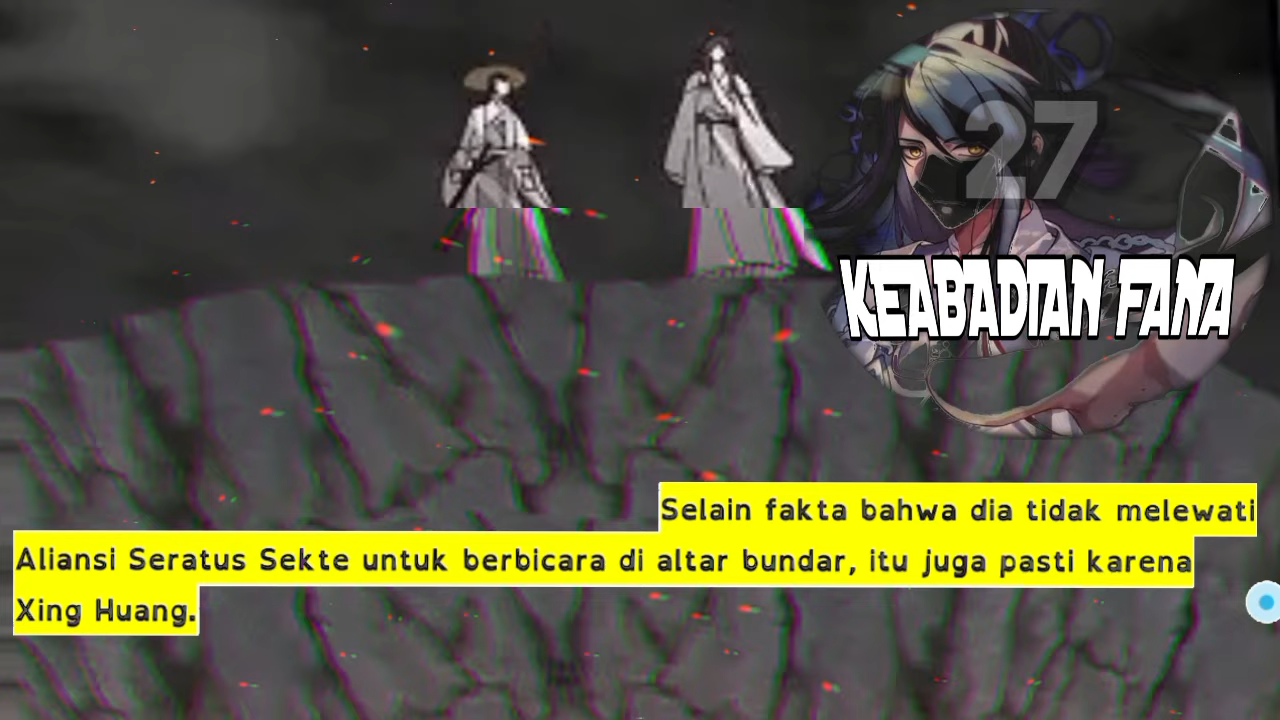 27
KEABADIAN FANA
Selain fakta bahwa dia tidak melewati
Aliansi Seratus Sekte untuk berbicara di altar bundar, itu juga pasti karena
Xing Huang.